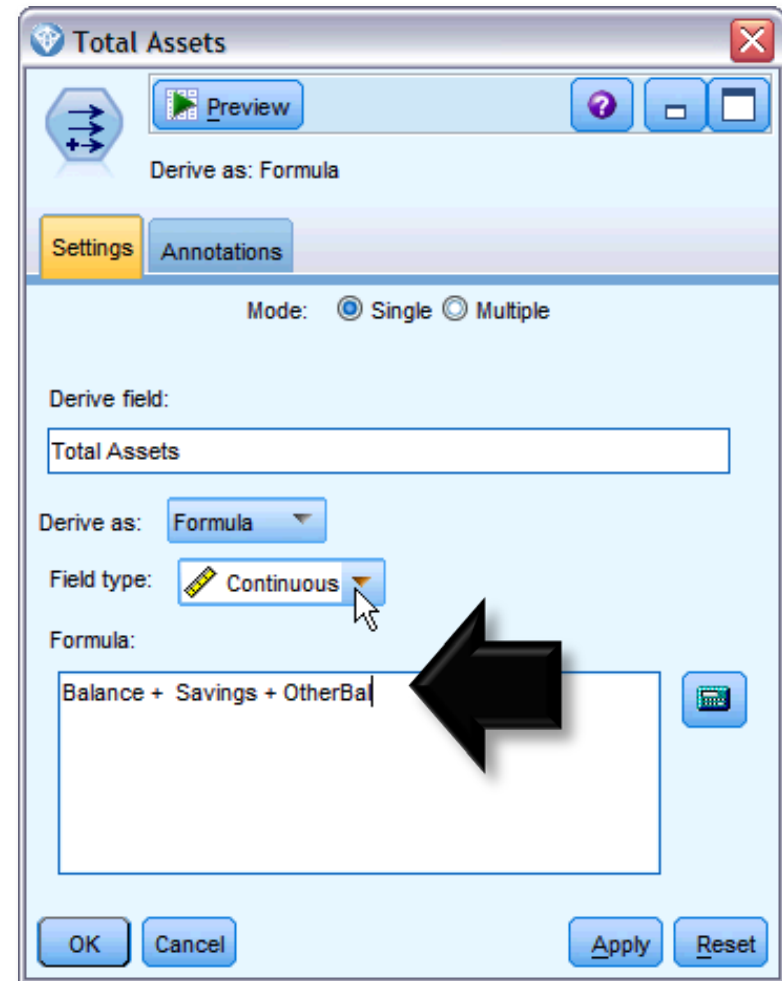 Total Assets
Preview
Derive as: Formula
Settings Annotations
Mode: Single Multiple
Derive field:
Total Assets
Derive as: Formula
Field type: Continuous
Formula:
Balance +  Savings + OtherBal
OK Cancel Apply Reset